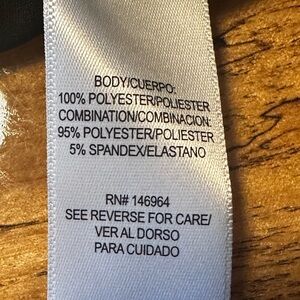 BODY/CUERPO:
100% POLYESTER/POLIESTER
COMBINATION/COMBINACION:
95% POLYESTER/POLIESTER
5% SPANDEX/ELASTANO
RN# 146964
SEE REVERSE FOR CARE/
VER AL DORSO
PARA CUIDADO